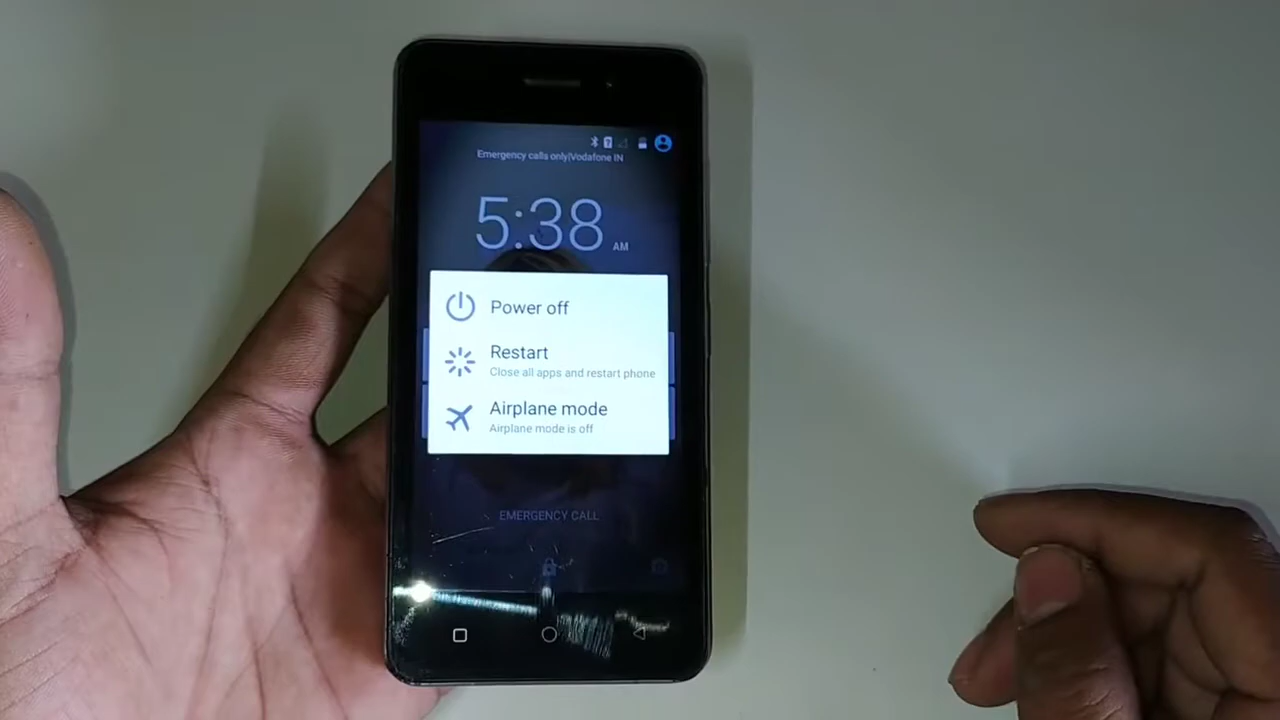 Emergency calls only|Vodafone IN
5:38 AM
Power off
Restart
Close all apps and restart phone
Airplane mode
Airplane mode is off
EMERGENCY CALL